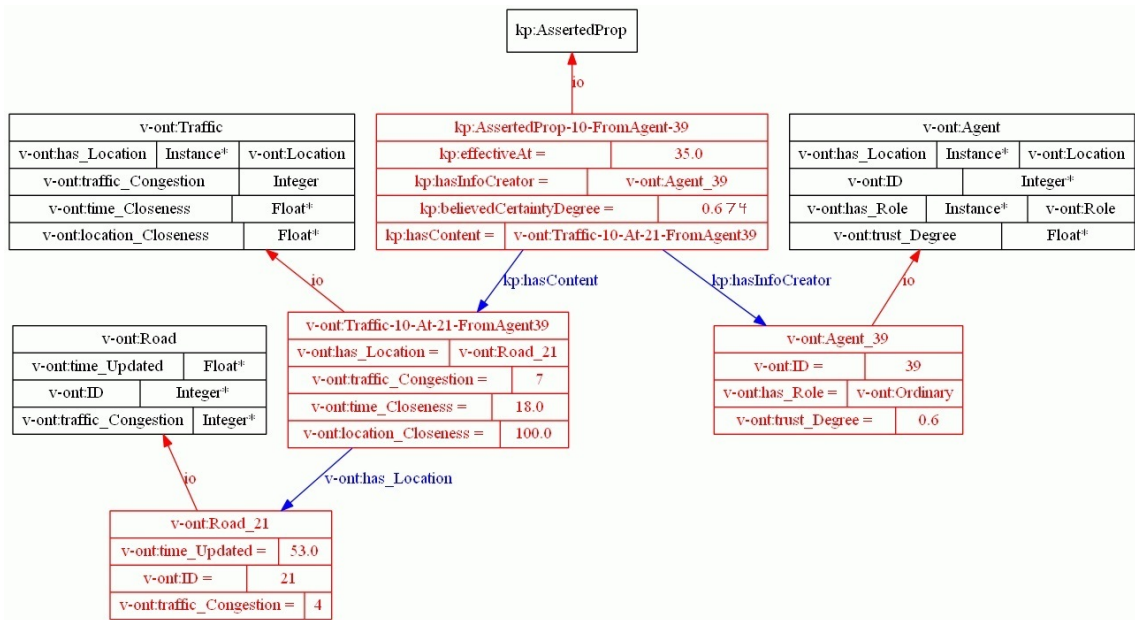 kp:AssertedProp
io
v-ont:Traffic
v-ont:has_Location Instance* v-ont:Location
v-ont:traffic_Congestion Integer
v-ont:time_Closeness Float*
v-ont:location_Closeness Float*
kp:AssertedProp-10-FromAgent-39
kp:effectiveAt = 35.0
kp:hasInfoCreator = v-ont:Agent_39
kp:believedCertaintyDegree = 0.674
kp:hasContent = v-ont:Traffic-10-At-21-FromAgent39
v-ont:Agent
v-ont:has_Location Instance* v-ont:Location
v-ont:ID Integer*
v-ont:has_Role Instance* v-ont:Role
v-ont:trust_Degree Float*
io
kp:hasContent
kp:hasInfoCreator
io
v-ont:Road
v-ont:time_Updated Float*
v-ont:ID Integer*
v-ont:traffic_Congestion Integer*
v-ont:Traffic-10-At-21-FromAgent39
v-ont:has_Location = v-ont:Road_21
v-ont:traffic_Congestion = 7
v-ont:time_Closeness = 18.0
v-ont:location_Closeness = 100.0
v-ont:Agent_39
v-ont:ID = 39
v-ont:has_Role = v-ont:Ordinary
v-ont:trust_Degree = 0.6
io
v-ont:has_Location
v-ont:Road_21
v-ont:time_Updated = 53.0
v-ont:ID = 21
v-ont:traffic_Congestion = 4